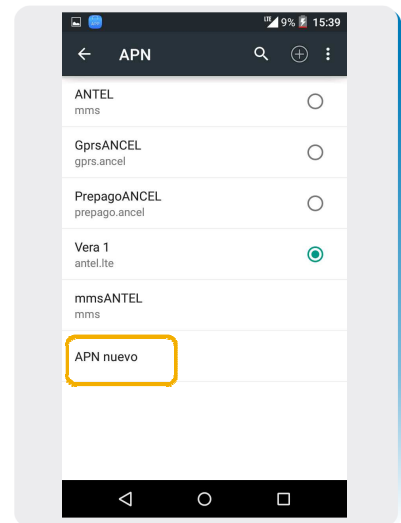 LTE 9% 15:39
APN
ANTEL
mms
GprsANCEL
gprs.ancel
PrepagoANCEL
prepago.ancel
Vera 1
antel.lte
mmsANTEL
mms
APN nuevo